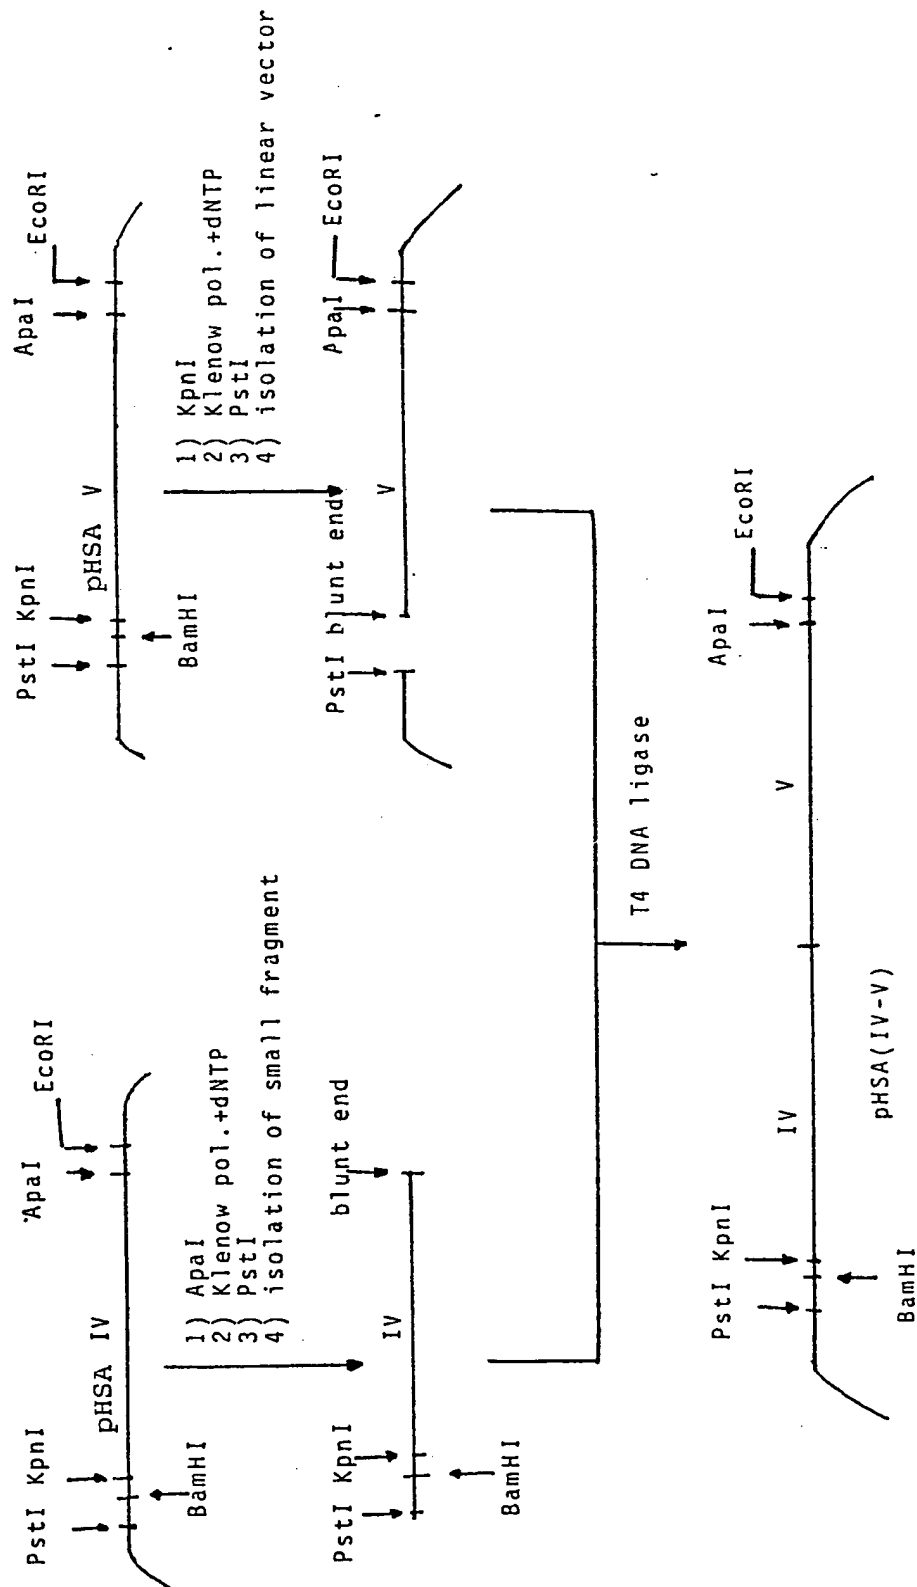 PstI KpnI
pHSA IV
'ApaI
EcoRI
BamHI
1) ApaI
2) Klenow pol.+dNTP
3) PstI
4) isolation of small fragment
PstI KpnI
IV
blunt end
BamHI
PstI KpnI
pHSA V
ApaI
EcoRI
BamHI
1) KpnI
2) Klenow pol.+dNTP
3) PstI
4) isolation of linear vector
PstI blunt end
V
ApaI
EcoRI
T4 DNA ligase
PstI KpnI
IV
V
ApaI
EcoRI
BamHI
pHSA(IV-V)